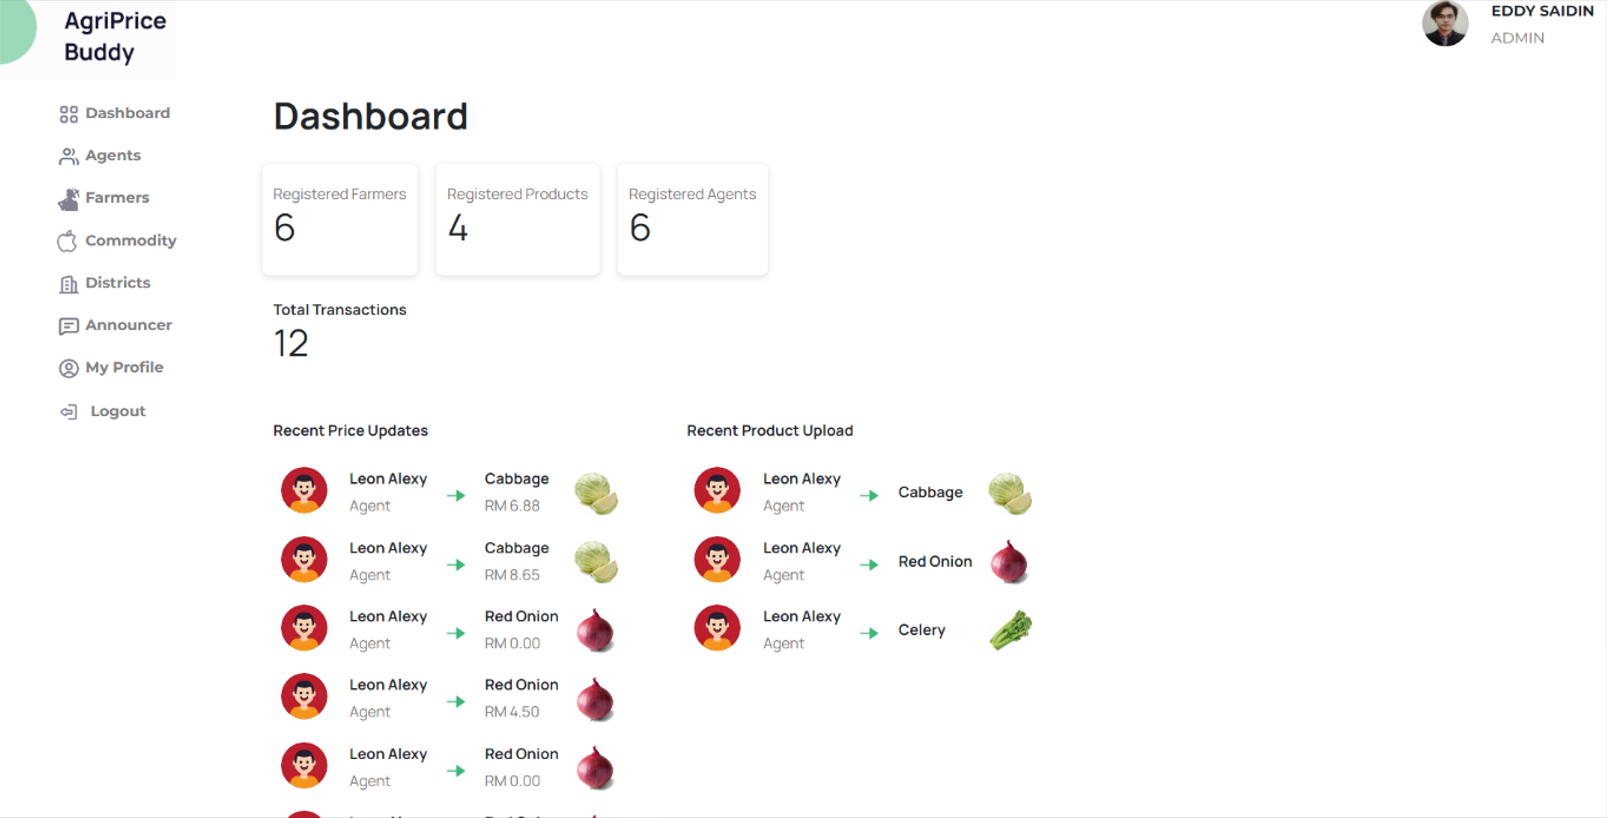 AgriPrice
Buddy
EDDY SAIDIN
ADMIN
Dashboard
Agents
Farmers
Commodity
Districts
Announcer
My Profile
Logout
Dashboard
Registered Farmers
6
Registered Products
4
Registered Agents
6
Total Transactions
12
Recent Price Updates
Leon Alexy
Agent
Cabbage
RM 6.88
Leon Alexy
Agent
Cabbage
RM 8.65
Leon Alexy
Agent
Red Onion
RM 0.00
Leon Alexy
Agent
Red Onion
RM 4.50
Leon Alexy
Agent
Red Onion
RM 0.00
Recent Product Upload
Leon Alexy
Agent
Cabbage
Leon Alexy
Agent
Red Onion
Leon Alexy
Agent
Celery